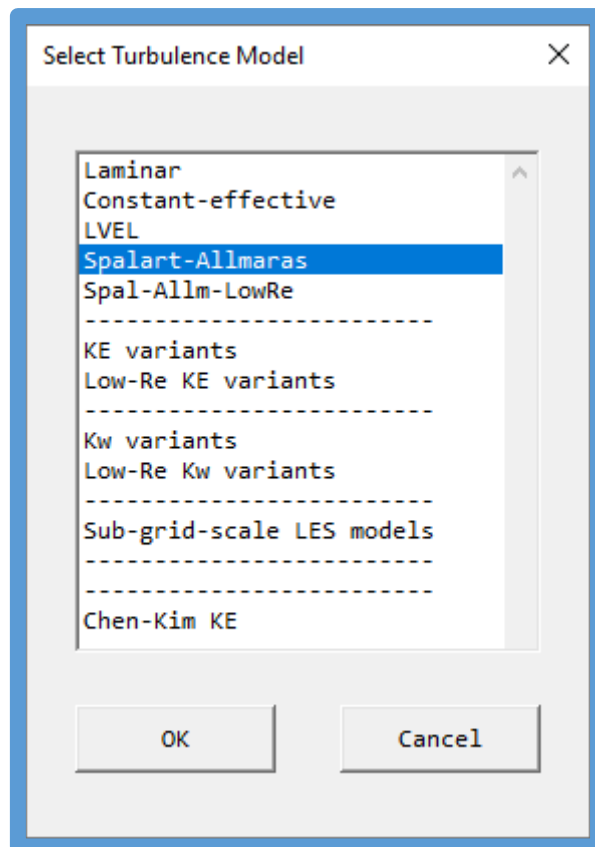 Select Turbulence Model
Laminar
Constant-effective
LVEL
Spalart-Allmaras
Spal-Allm-LowRe
-------------------------
KE variants
Low-Re KE variants
-------------------------
Kw variants
Low-Re Kw variants
-------------------------
Sub-grid-scale LES models
-------------------------
-------------------------
Chen-Kim KE
OK Cancel